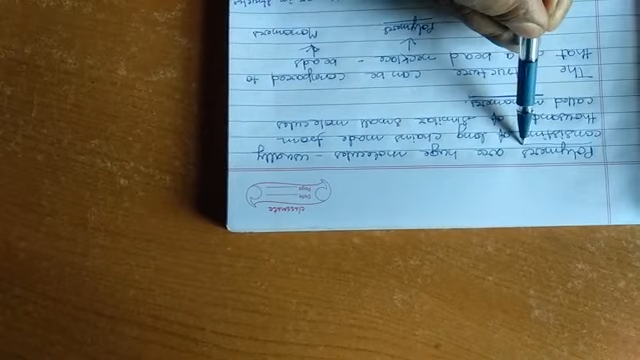 classmate
Date
Page
Polymers are huge molecules - usually
consisting of long chains made from
thousands of similar small molecules
called monomers.
The structure can be compared to
that of a bead necklace - beads
Polymers Monomers